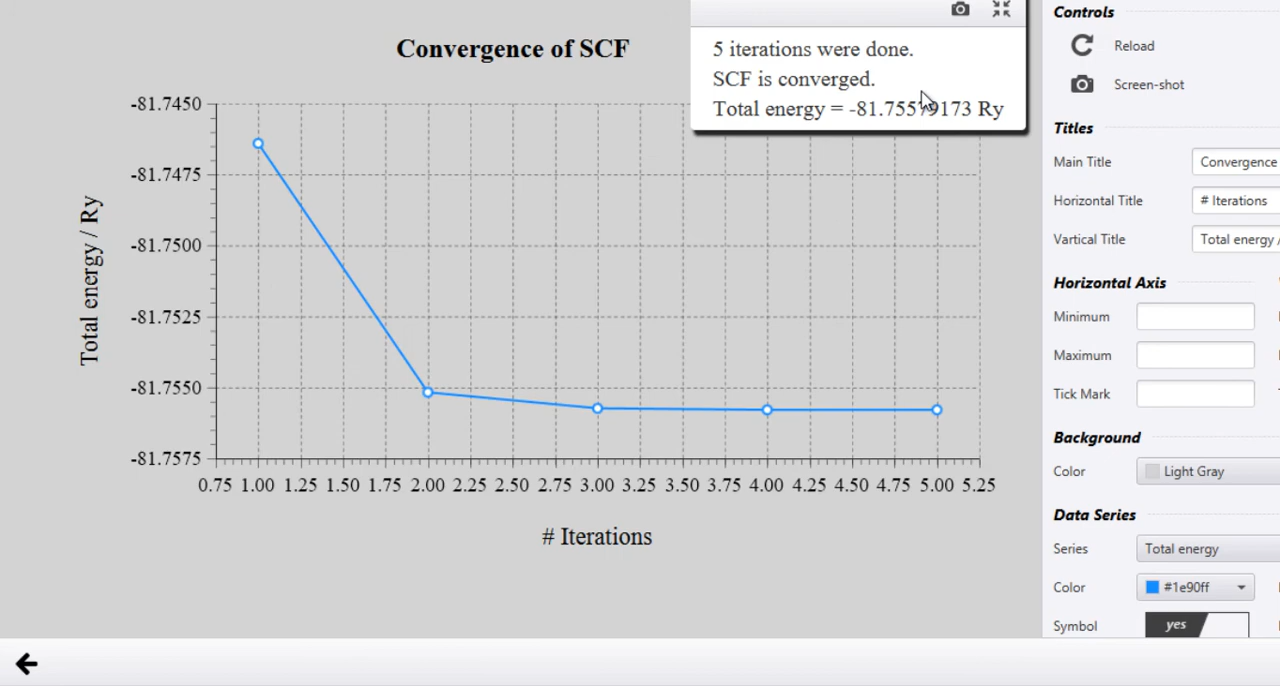 Convergence of SCF
5 iterations were done.
SCF is converged.
Total energy = -81.75579173 Ry
-81.7450
-81.7475
-81.7500
-81.7525
-81.7550
-81.7575
Total energy / Ry
0.75 1.00 1.25 1.50 1.75 2.00 2.25 2.50 2.75 3.00 3.25 3.50 3.75 4.00 4.25 4.50 4.75 5.00 5.25
# Iterations
Controls
Reload
Screen-shot
Titles
Main Title Convergence
Horizontal Title # Iterations
Vartical Title Total energy /
Horizontal Axis
Minimum
Maximum
Tick Mark
Background
Color Light Gray
Data Series
Series Total energy
Color #1e90ff
Symbol yes